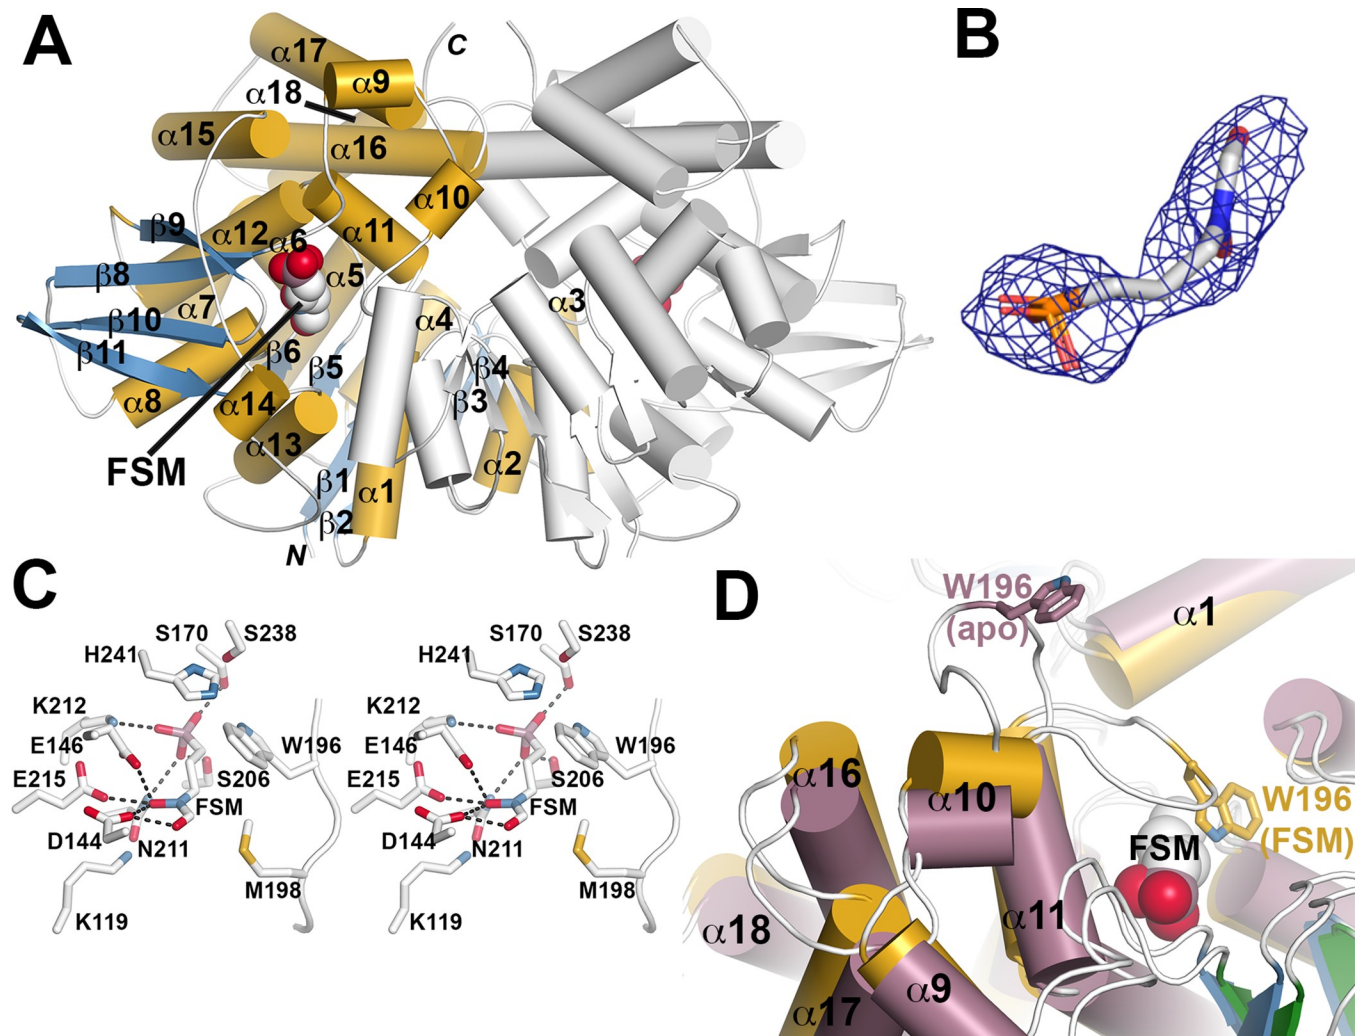 A
α17
α9
C
α18
α15
α16
α10
β9
α12
α6
α11
β8
α5
α7
α3
β10
α4
β11
β6
β5
β4
α8
α14
β3
α13
α2
FSM
β1
α1
β2
N
B
C
S170
S238
H241
K212
E146
W196
E215
S206
FSM
D144
N211
M198
K119
S170
S238
H241
K212
E146
W196
E215
S206
FSM
D144
N211
M198
K119
D
W196
(apo)
α1
α16
α10
W196
(FSM)
FSM
α18
α11
α9
α17